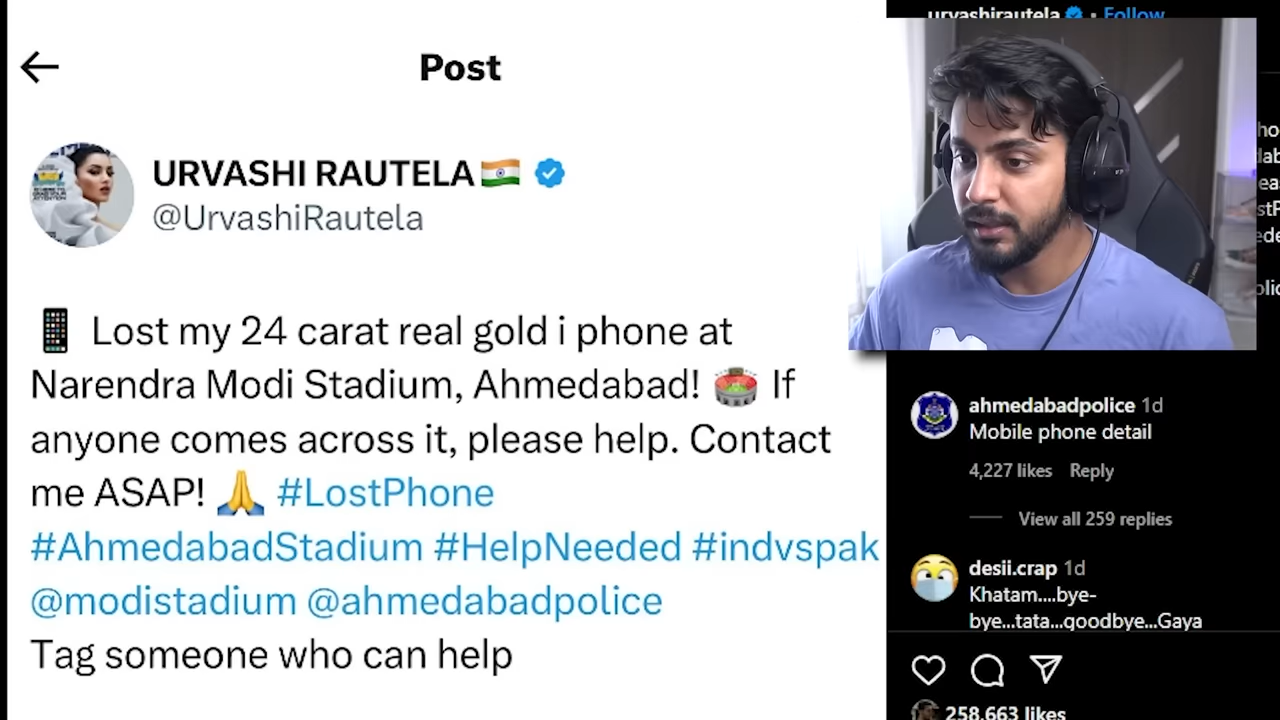 Post
URVASHI RAUTELA
@UrvashiRautela
Lost my 24 carat real gold i phone at
Narendra Modi Stadium, Ahmedabad! If
anyone comes across it, please help. Contact
me ASAP! #LostPhone
#AhmedabadStadium #HelpNeeded #indvspak
@modistadium @ahmedabadpolice
Tag someone who can help
urvashirautela • Follow
ahmedabadpolice 1d
Mobile phone detail
4,227 likes Reply
View all 259 replies
desii.crap 1d
Khatam....bye-
bye...tata...goodbye...Gaya
258,663 likes